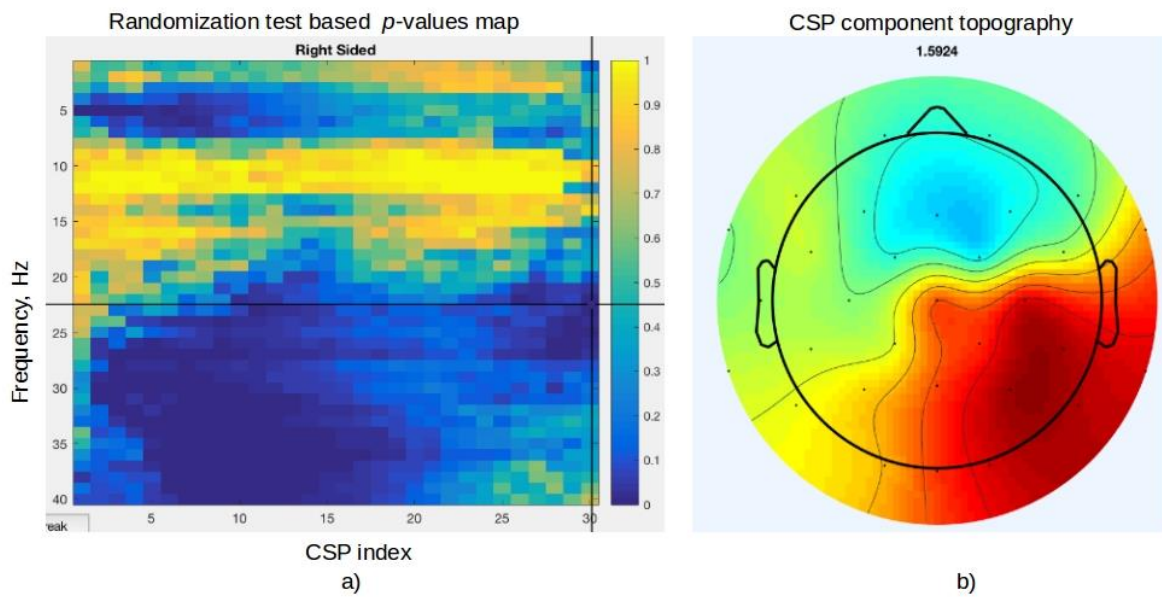 Randomization test based p-values map
CSP component topography
Right Sided
1.5924
1
0.9
0.8
0.7
0.6
0.5
0.4
0.3
0.2
0.1
0
Frequency, Hz
5
10
15
20
25
30
35
40
reak
5 10 15 20 25 30
CSP index
a)
b)